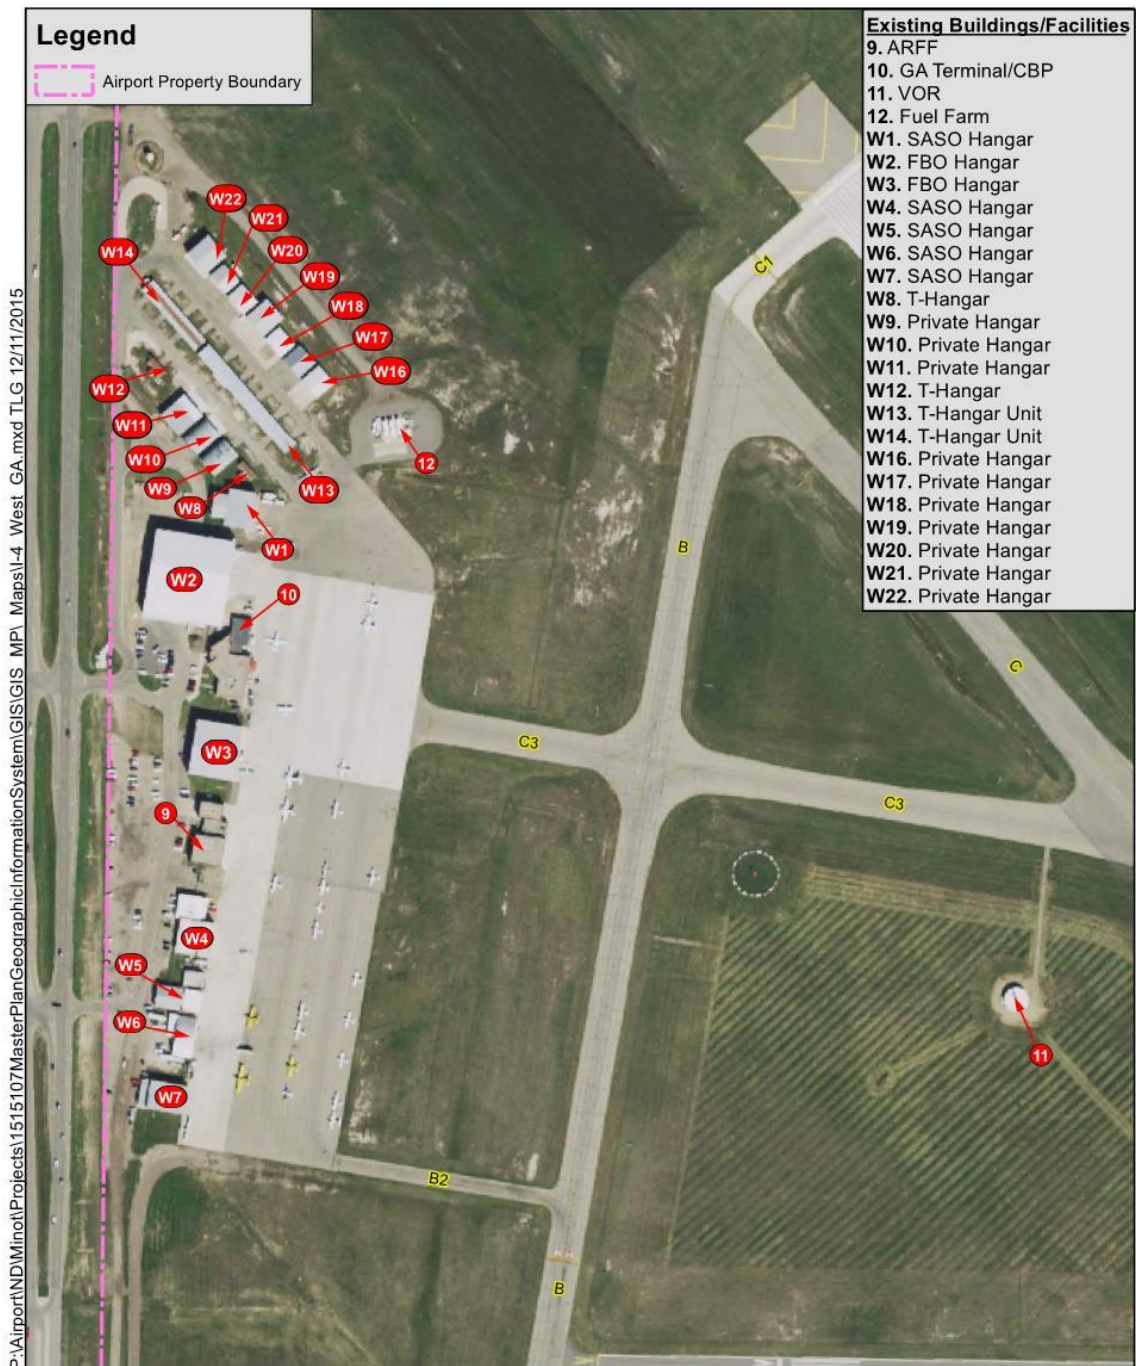 Legend
Airport Property Boundary
Existing Buildings/Facilities
9. ARFF
10. GA Terminal/CBP
11. VOR
12. Fuel Farm
W1. SASO Hangar
W2. FBO Hangar
W3. FBO Hangar
W4. SASO Hangar
W5. SASO Hangar
W6. SASO Hangar
W7. SASO Hangar
W8. T-Hangar
W9. Private Hangar
W10. Private Hangar
W11. Private Hangar
W12. T-Hangar
W13. T-Hangar Unit
W14. T-Hangar Unit
W16. Private Hangar
W17. Private Hangar
W18. Private Hangar
W19. Private Hangar
W20. Private Hangar
W21. Private Hangar
W22. Private Hangar
W22
W21
W20
W14
W19
C1
W18
W17
W16
W12
W11
W10
12
W9
W13
W8
W1
B
W2
10
C
C3
W3
C3
9
W4
W5
W6
11
W7
B2
B
P:\Airport\ND\Minot\Projects\1515107MasterPlanGeographicInformationSystem\GIS\GIS_MP\_Maps\I-4_West_GA.mxd TLG 12/11/2015